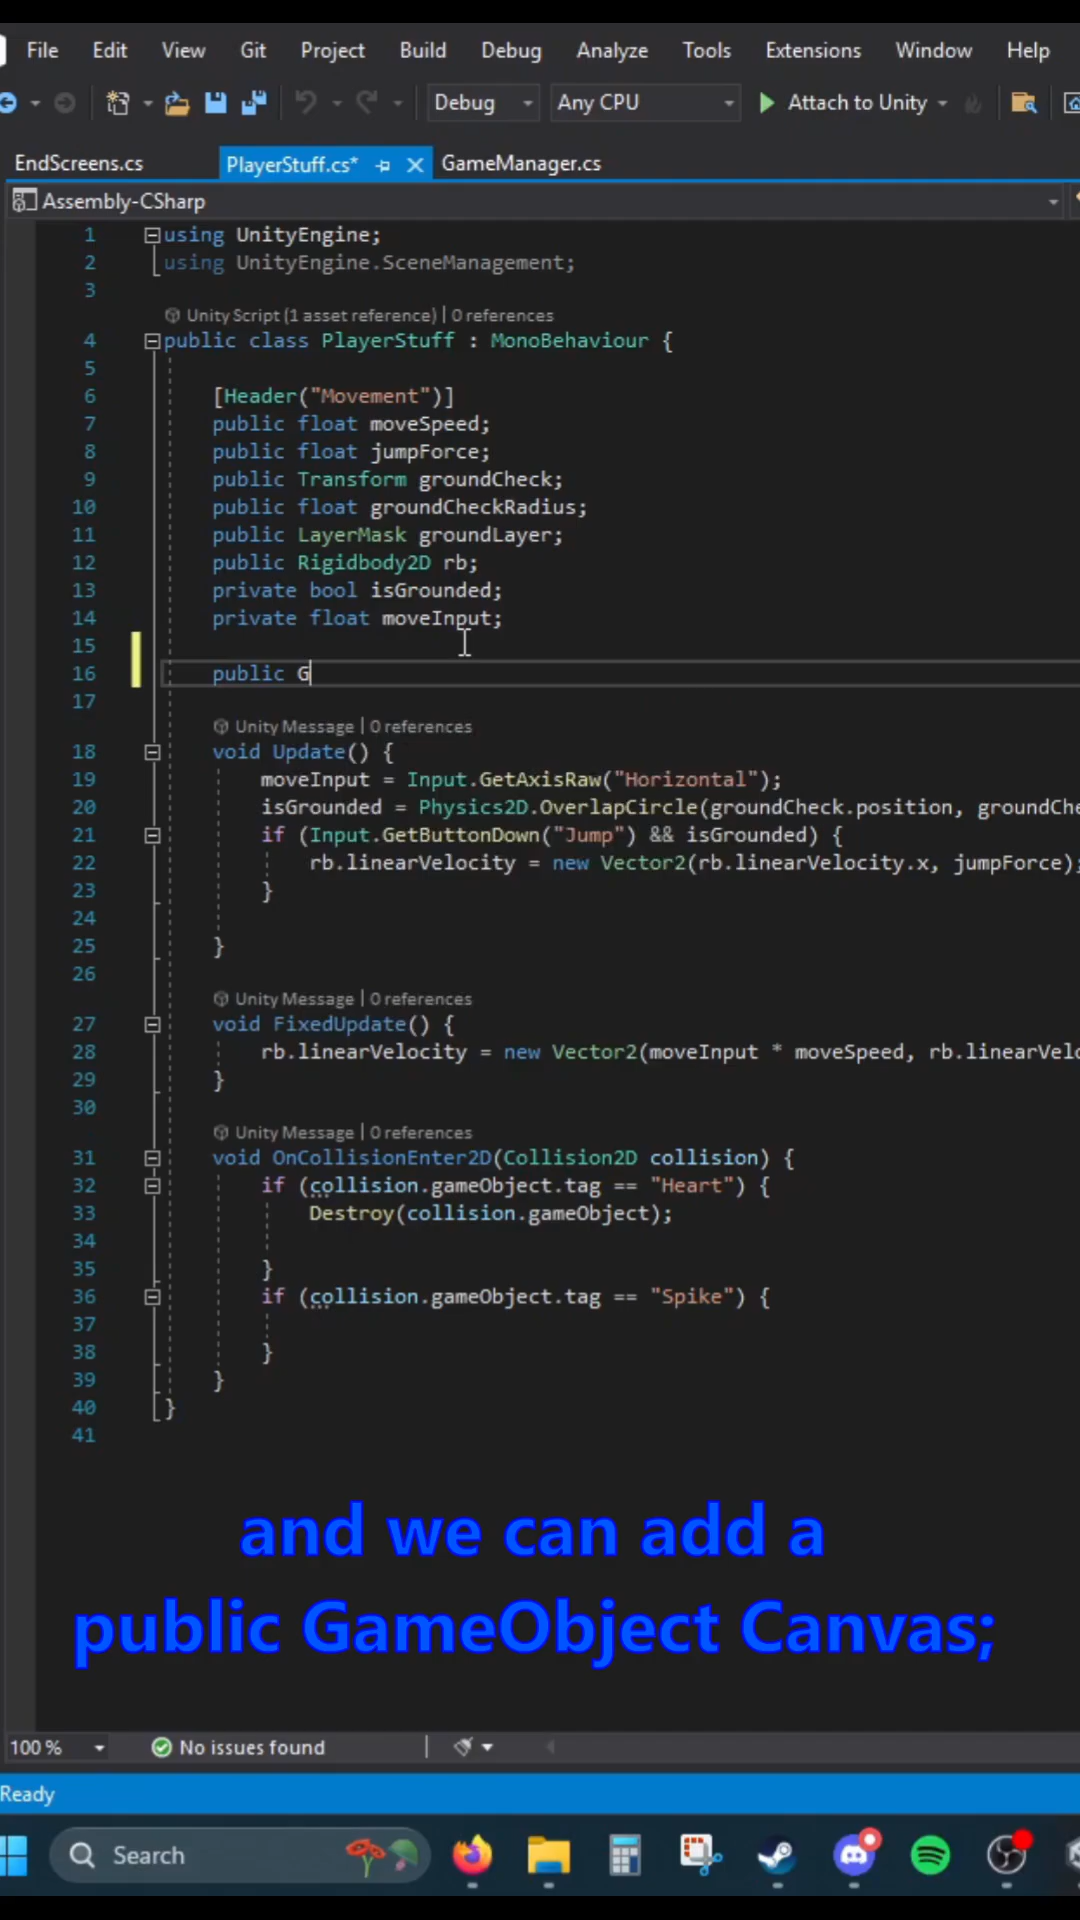 File Edit View Git Project Build Debug Analyze Tools Extensions Window Help
Debug Any CPU Attach to Unity
EndScreens.cs PlayerStuff.cs* GameManager.cs
Assembly-CSharp
1 using UnityEngine;
2 using UnityEngine.SceneManagement;
3
Unity Script (1 asset reference) | 0 references
4 public class PlayerStuff : MonoBehaviour {
5
6 [Header("Movement")]
7 public float moveSpeed;
8 public float jumpForce;
9 public Transform groundCheck;
10 public float groundCheckRadius;
11 public LayerMask groundLayer;
12 public Rigidbody2D rb;
13 private bool isGrounded;
14 private float moveInput;
15
16 public G
17
Unity Message | 0 references
18 void Update() {
19 moveInput = Input.GetAxisRaw("Horizontal");
20 isGrounded = Physics2D.OverlapCircle(groundCheck.position, groundChe
21 if (Input.GetButtonDown("Jump") && isGrounded) {
22 rb.linearVelocity = new Vector2(rb.linearVelocity.x, jumpForce);
23 }
24
25 }
26
Unity Message | 0 references
27 void FixedUpdate() {
28 rb.linearVelocity = new Vector2(moveInput * moveSpeed, rb.linearVelo
29 }
30
Unity Message | 0 references
31 void OnCollisionEnter2D(Collision2D collision) {
32 if (collision.gameObject.tag == "Heart") {
33 Destroy(collision.gameObject);
34
35 }
36 if (collision.gameObject.tag == "Spike") {
37
38 }
39 }
40 }
41
and we can add a
public GameObject Canvas;
100 % No issues found
Ready
Search